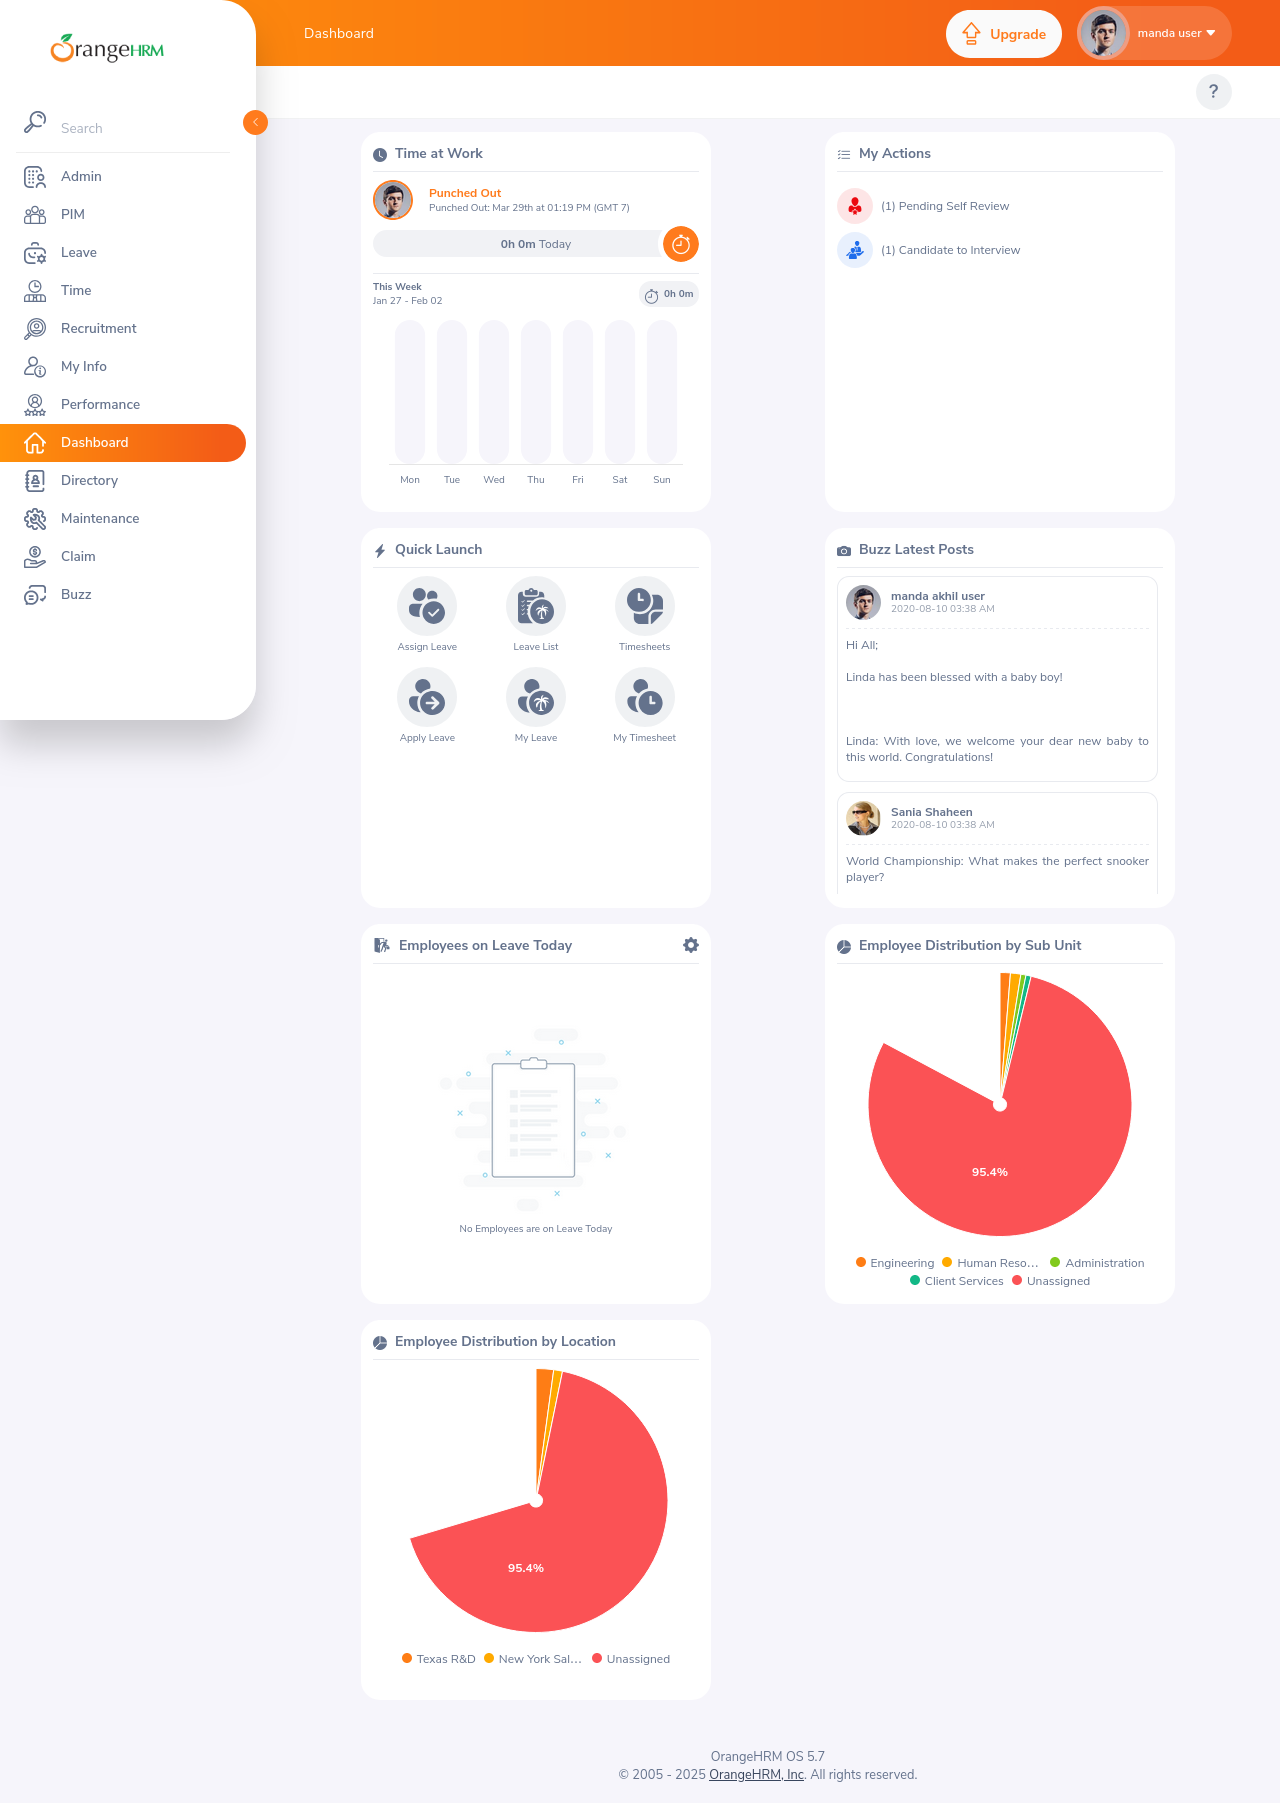 OrangeHRM
Dashboard
Upgrade
manda user
?
Search
Admin
PIM
Leave
Time
Recruitment
My Info
Performance
Dashboard
Directory
Maintenance
Claim
Buzz
Time at Work
Punched Out
Punched Out: Mar 29th at 01:19 PM (GMT 7)
0h 0m Today
This Week
Jan 27 - Feb 02
0h 0m
Mon Tue Wed Thu Fri Sat Sun
My Actions
(1) Pending Self Review
(1) Candidate to Interview
Quick Launch
Assign Leave Leave List Timesheets
Apply Leave My Leave My Timesheet
Buzz Latest Posts
manda akhil user
2020-08-10 03:38 AM
Hi All;
Linda has been blessed with a baby boy!
Linda: With love, we welcome your dear new baby to
this world. Congratulations!
Sania Shaheen
2020-08-10 03:38 AM
World Championship: What makes the perfect snooker
player?
Employees on Leave Today
No Employees are on Leave Today
Employee Distribution by Sub Unit
95.4%
Engineering Human Reso… Administration
Client Services Unassigned
Employee Distribution by Location
95.4%
Texas R&D New York Sal… Unassigned
OrangeHRM OS 5.7
© 2005 - 2025 OrangeHRM, Inc. All rights reserved.